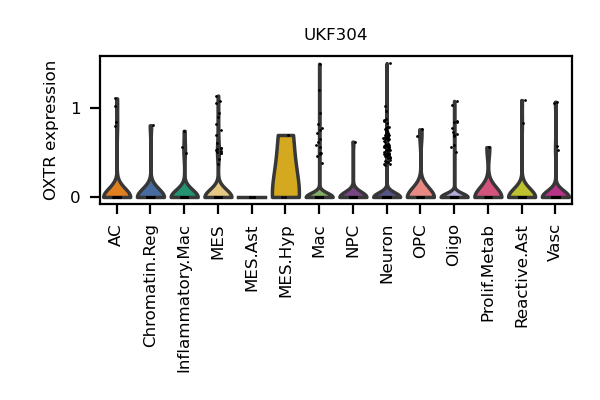 UKF304
OXTR expression
1
0
AC
Chromatin.Reg
Inflammatory.Mac
MES
MES.Ast
MES.Hyp
Mac
NPC
Neuron
OPC
Oligo
Prolif.Metab
Reactive.Ast
Vasc